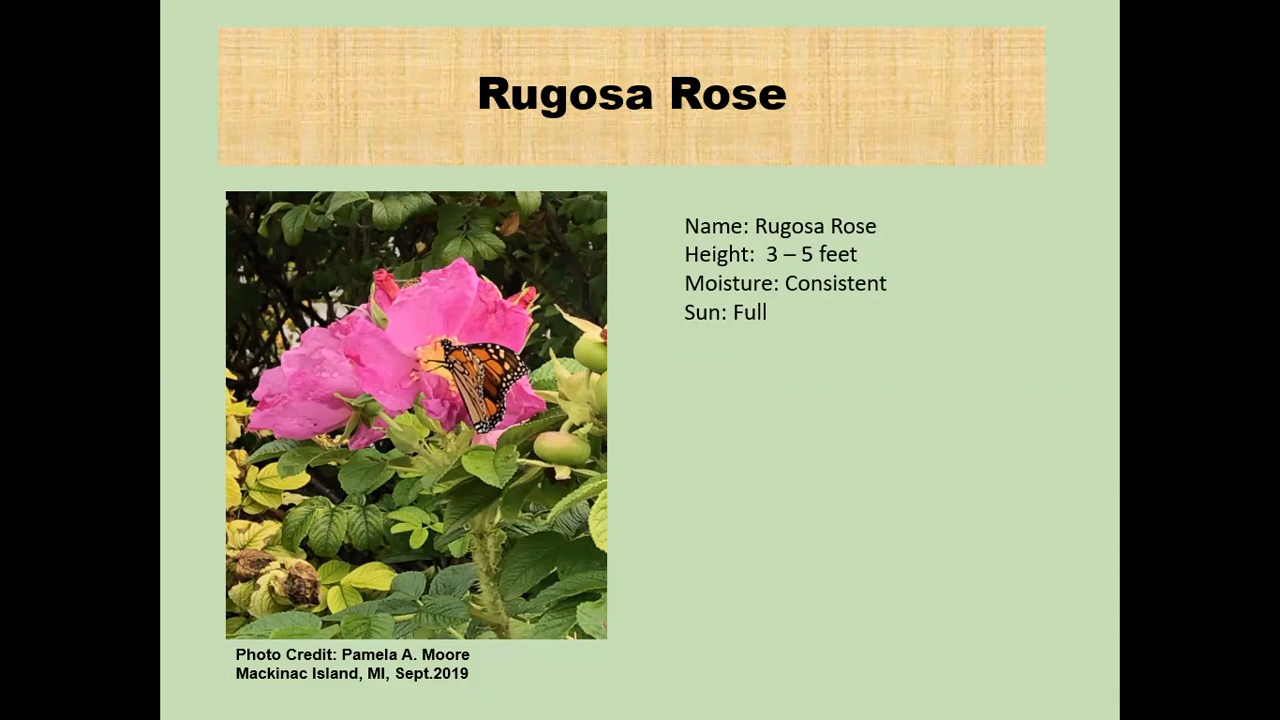 Rugosa Rose
Name: Rugosa Rose
Height:  3 – 5 feet
Moisture: Consistent
Sun: Full
Photo Credit: Pamela A. Moore
Mackinac Island, MI, Sept.2019